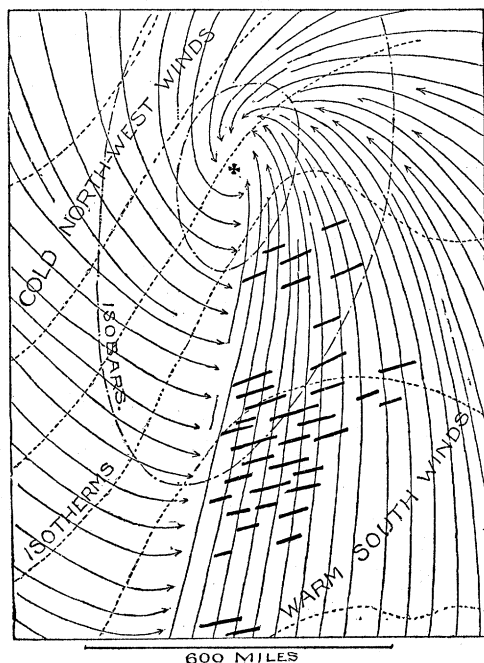 COLD NORTH-WEST WINDS
ISOBARS.
ISOTHERMS
WARM SOUTH WINDS
600 MILES